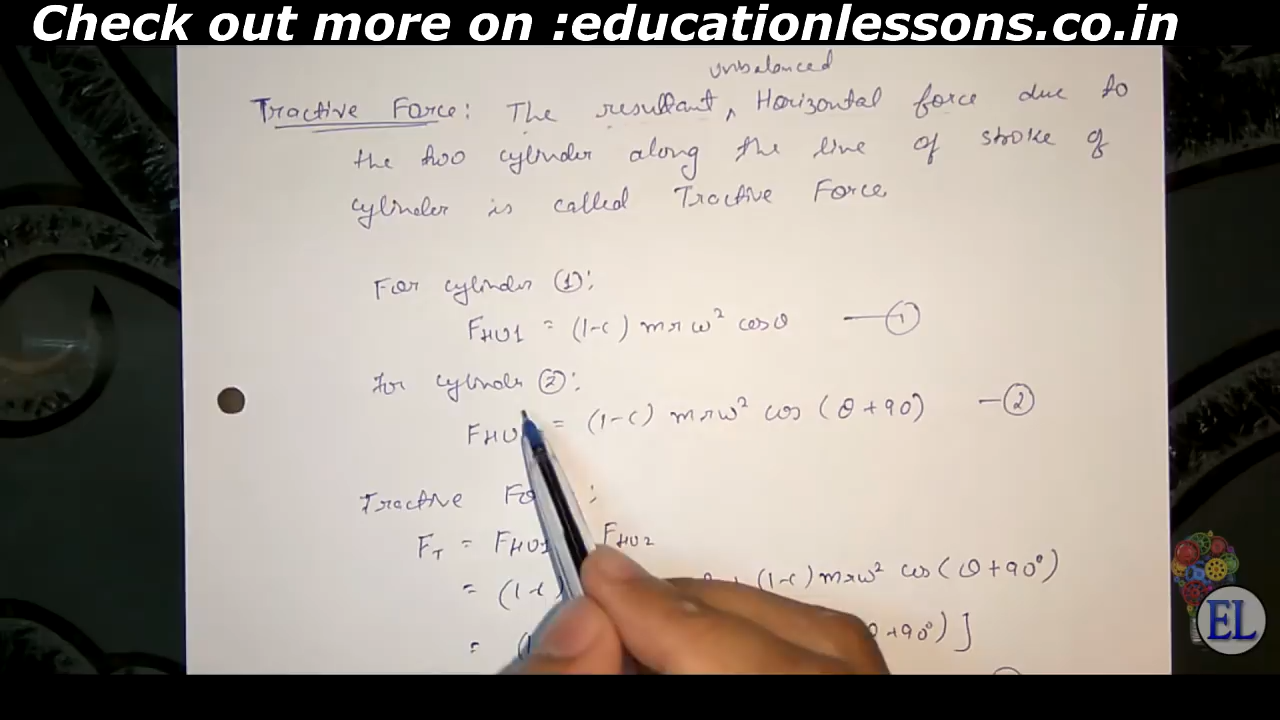 Check out more on :educationlessons.co.in
unbalanced
Tractive Force: The resultant, Horizontal force due to
the two cylinder along the line of stroke of
cylinder is called Tractive Force
For cylinder ①:
FHU1 = (1-c) mrω² cosθ —①
For cylinder ②:
FHU = (1-c) mrω² cos (θ+90) —②
Tractive :
FT = FHU1 FHU2
= (1-c) + (1-c) mrω² cos(θ+90°)
= θ+90°)]
EL